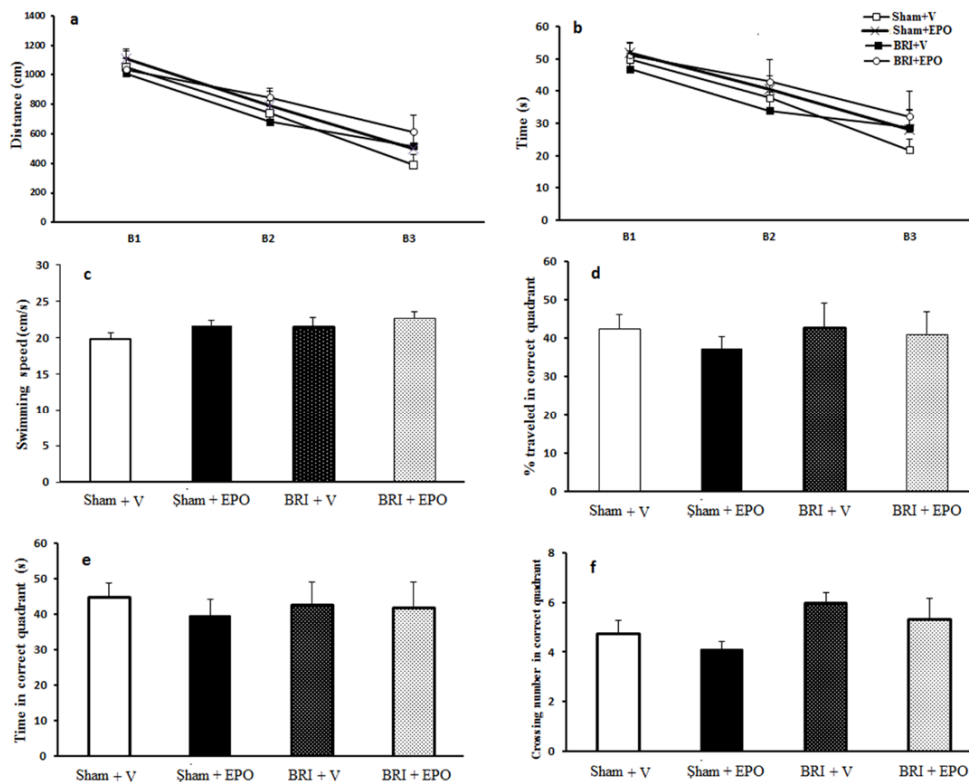 a
Distance (cm)
1400
1200
1000
800
600
400
200
0
B1 B2 B3
b
Sham+V
Sham+EPO
BRI+V
BRI+EPO
Time (s)
60
50
40
30
20
10
0
B1 B2 B3
c
Swimming speed (cm/s)
30
25
20
15
10
5
0
Sham + V Şham + EPO BRI + V BRI + EPO
d
% traveled in correct quadrant
60
50
40
30
20
10
0
Sham + V Şham + EPO BRI + V BRI + EPO
e
Time in correct quadrant (s)
60
50
40
30
20
10
0
Sham + V Şham + EPO BRI + V BRI + EPO
f
Crossing number in correct quadrant
8
6
4
2
0
Sham + V Şham + EPO BRI + V BRI + EPO